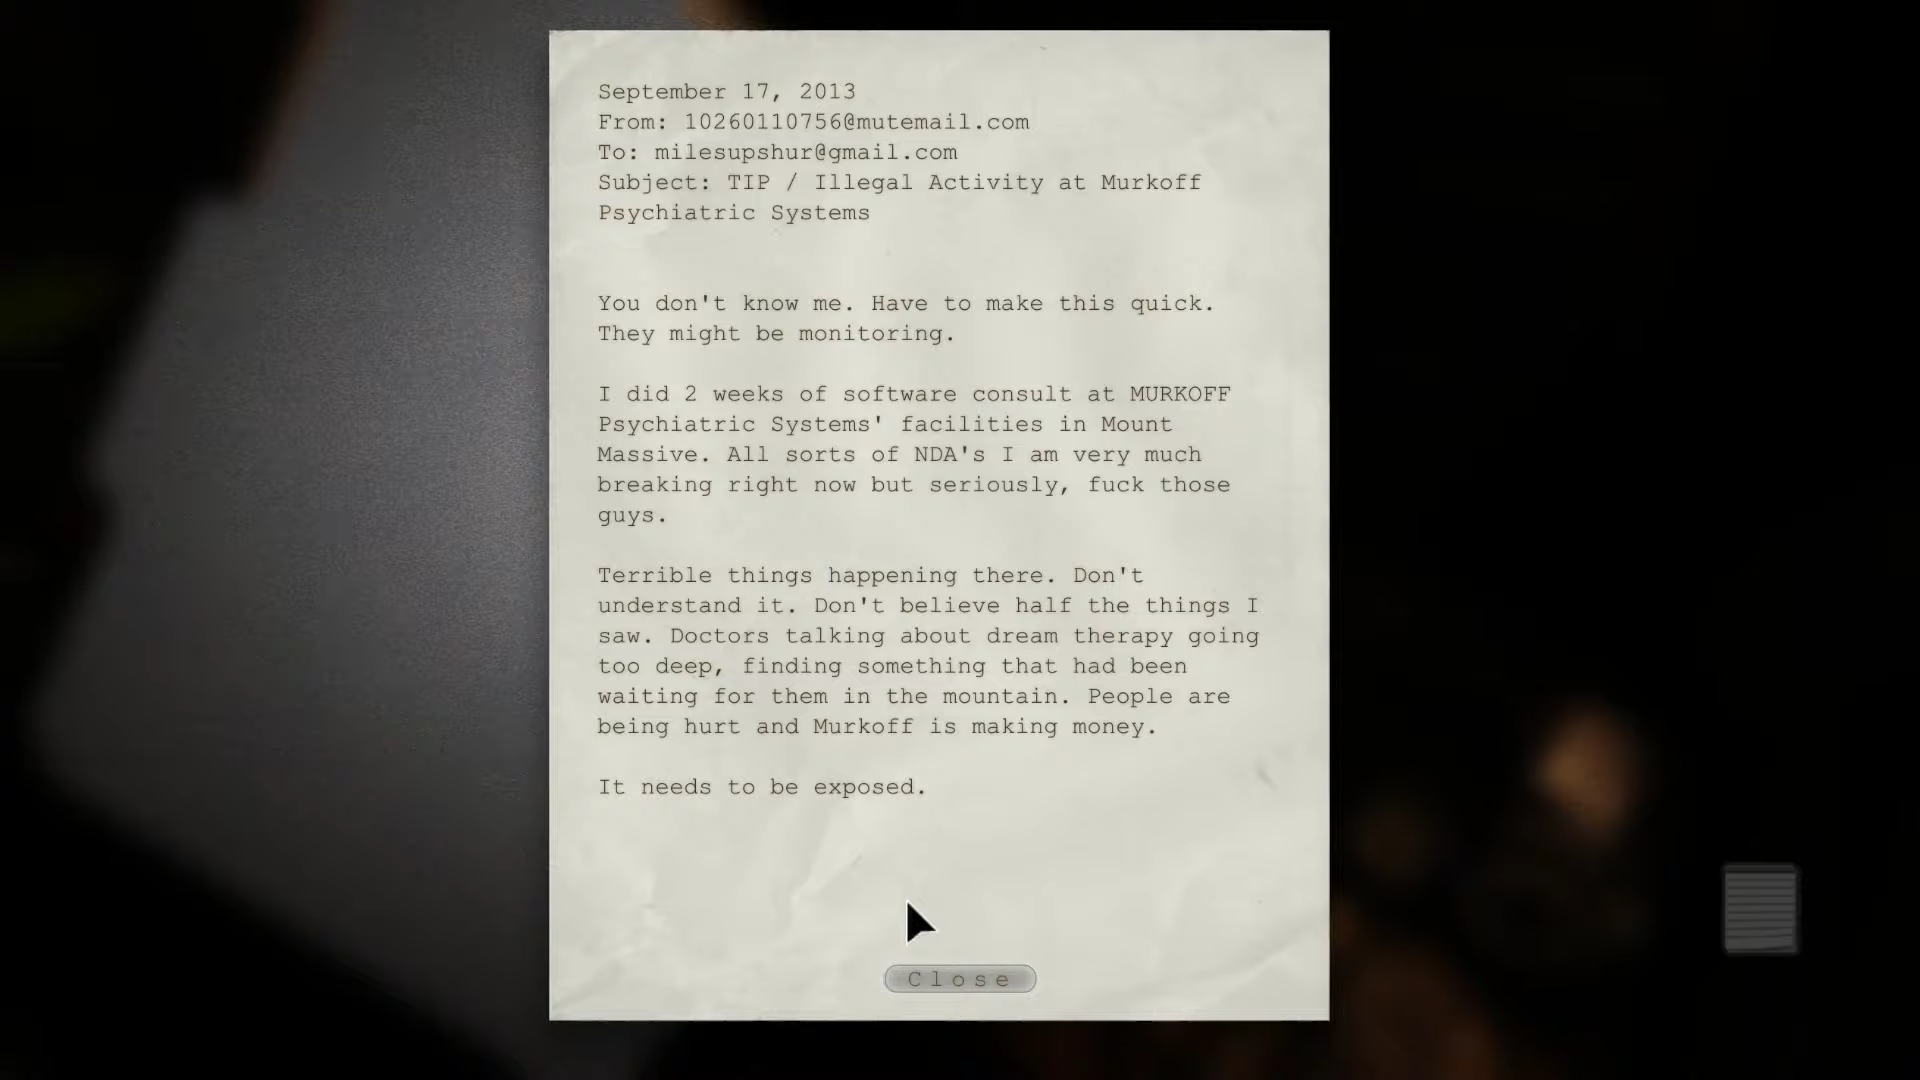 September 17, 2013
From: 10260110756@mutemail.com
To: milesupshur@gmail.com
Subject: TIP / Illegal Activity at Murkoff
Psychiatric Systems
You don't know me. Have to make this quick.
They might be monitoring.
I did 2 weeks of software consult at MURKOFF
Psychiatric Systems' facilities in Mount
Massive. All sorts of NDA's I am very much
breaking right now but seriously, fuck those
guys.
Terrible things happening there. Don't
understand it. Don't believe half the things I
saw. Doctors talking about dream therapy going
too deep, finding something that had been
waiting for them in the mountain. People are
being hurt and Murkoff is making money.
It needs to be exposed.
Close